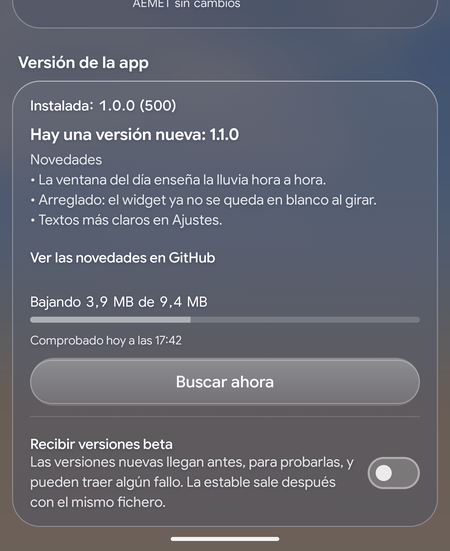 AEMET sin cambios
Versión de la app
Instalada: 1.0.0 (500)
Hay una versión nueva: 1.1.0
Novedades
• La ventana del día enseña la lluvia hora a hora.
• Arreglado: el widget ya no se queda en blanco al girar.
• Textos más claros en Ajustes.
Ver las novedades en GitHub
Bajando 3,9 MB de 9,4 MB
Comprobado hoy a las 17:42
Buscar ahora
Recibir versiones beta
Las versiones nuevas llegan antes, para probarlas, y
pueden traer algún fallo. La estable sale después
con el mismo fichero.